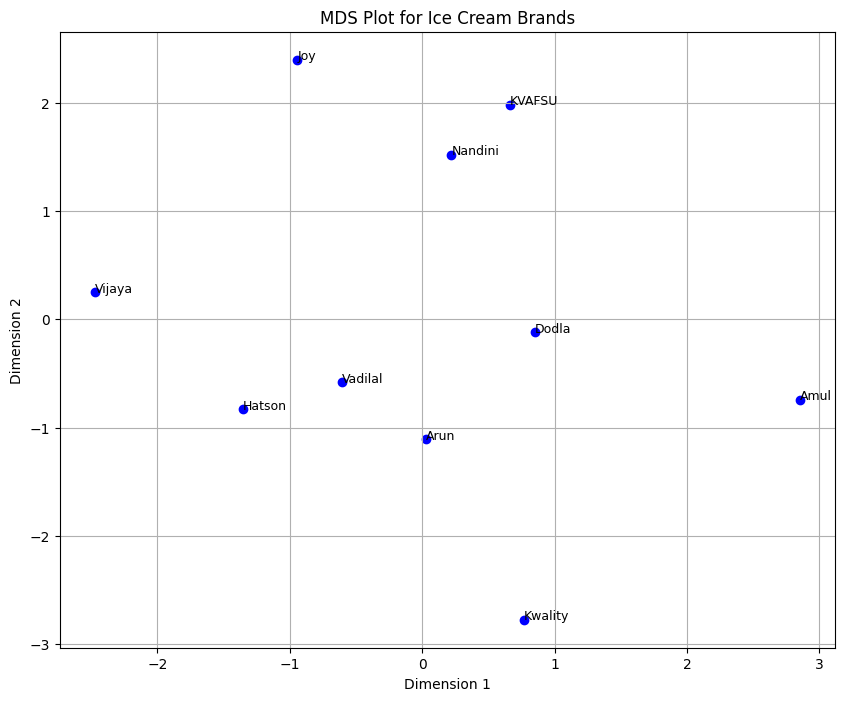 MDS Plot for Ice Cream Brands
Joy
KVAFSU
Nandini
Vijaya
Dodla
Vadilal
Amul
Hatson
Arun
Kwality
2
1
0
−1
−2
−3
Dimension 2
−2
−1
0
1
2
3
Dimension 1